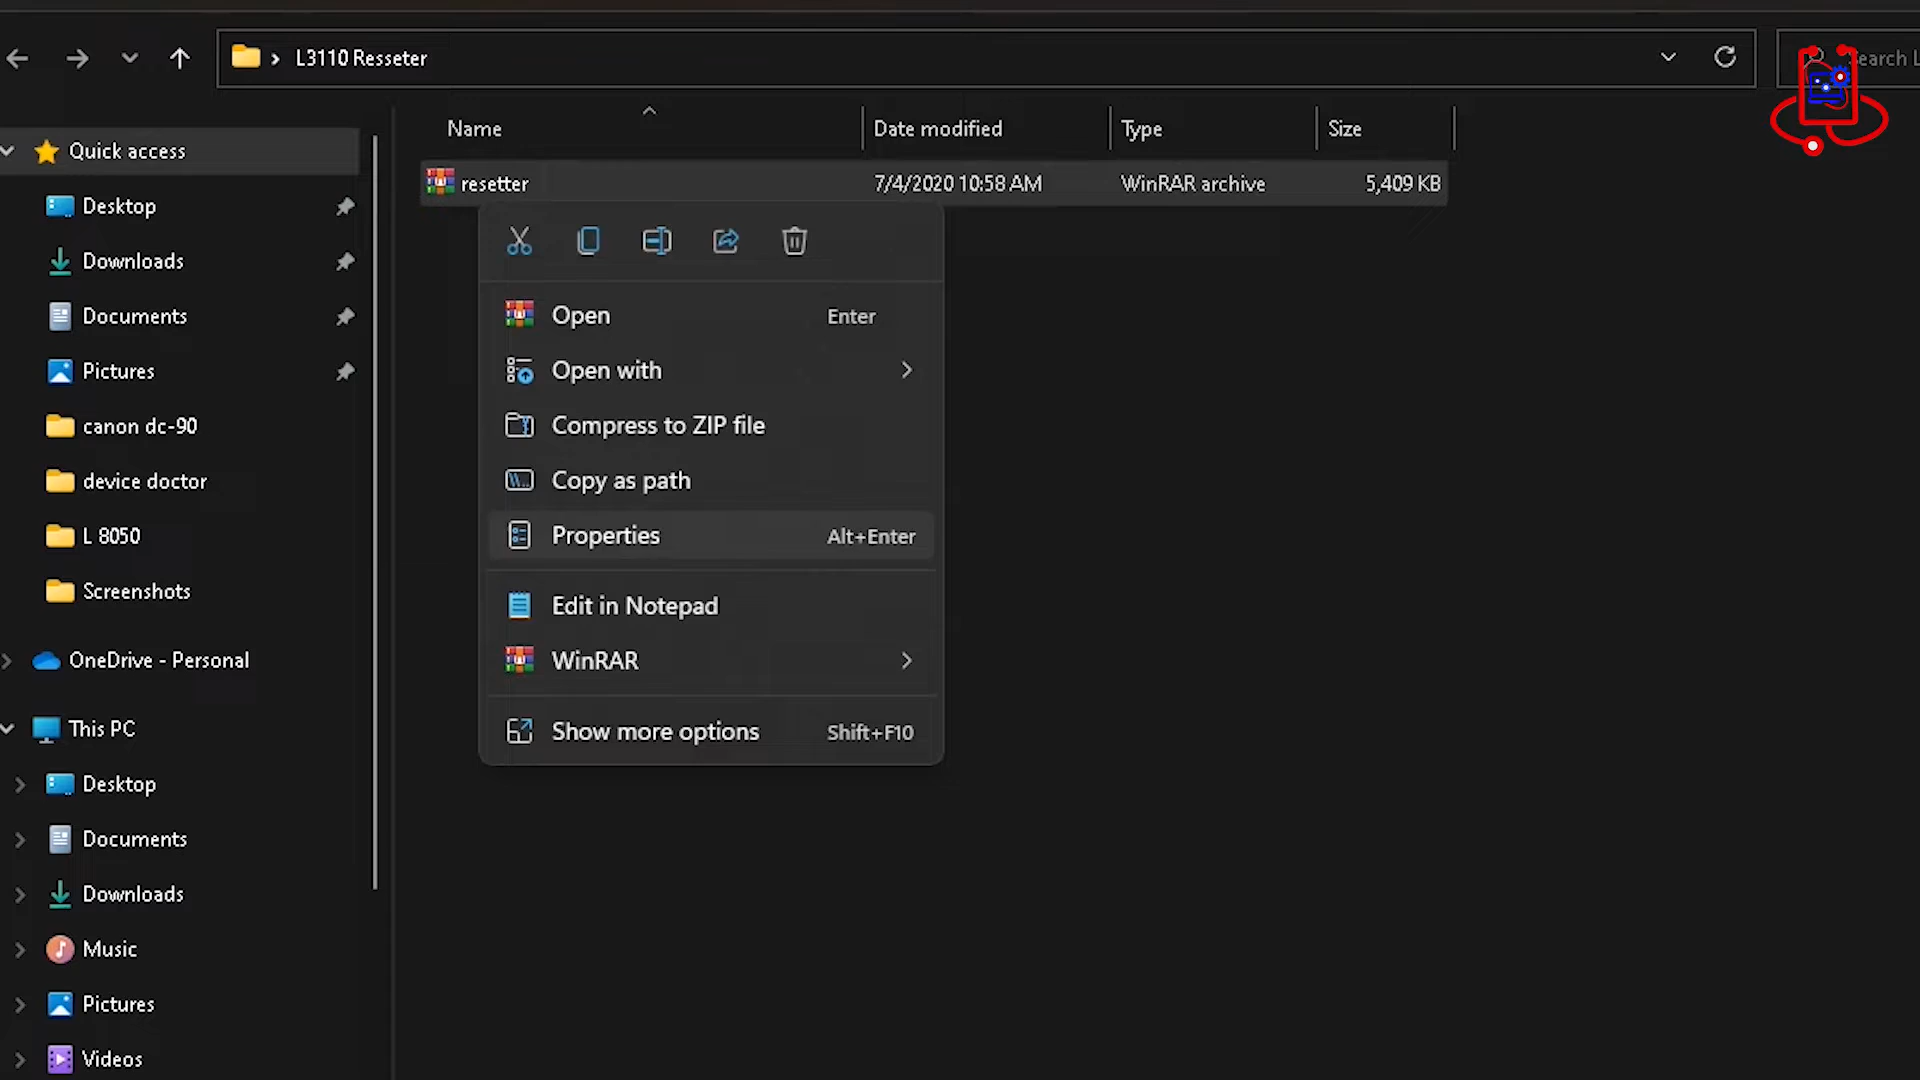 L3110 Resseter
Search L
Name
Date modified
Type
Size
Quick access
resetter
7/4/2020 10:58 AM
WinRAR archive
5,409 KB
Desktop
Downloads
Documents
Pictures
canon dc-90
device doctor
L 8050
Screenshots
OneDrive - Personal
This PC
Desktop
Documents
Downloads
Music
Pictures
Videos
Open
Enter
Open with
Compress to ZIP file
Copy as path
Properties
Alt+Enter
Edit in Notepad
WinRAR
Show more options
Shift+F10